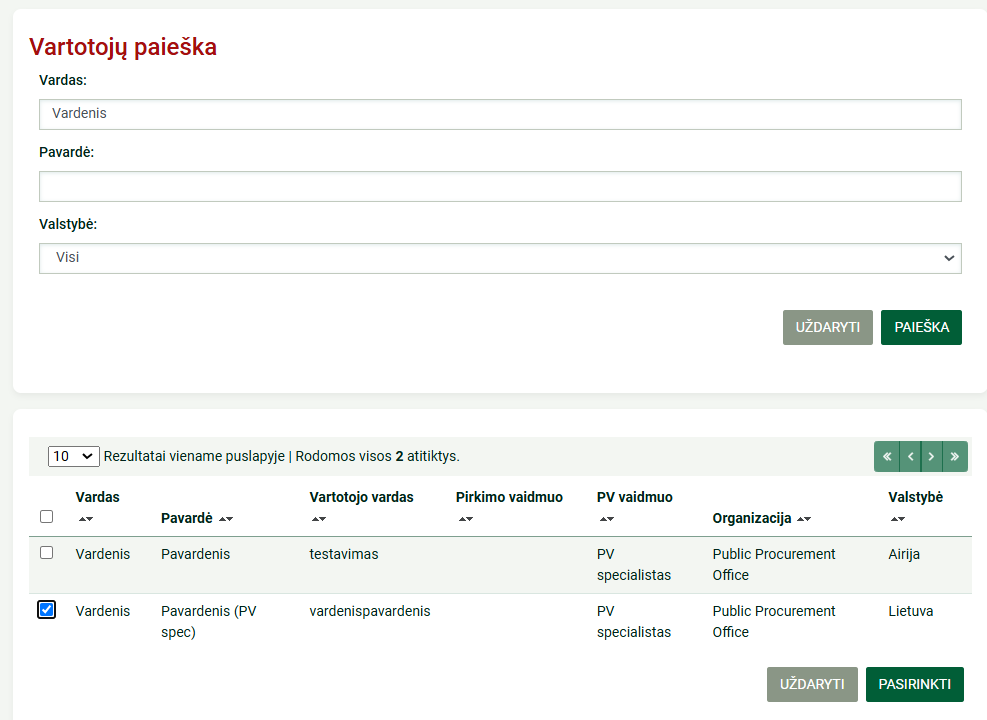 Vartotojų paieška
Vardas:
Vardenis
Pavardė:
Valstybė:
Visi
UŽDARYTI PAIEŠKA
10 Rezultatai viename puslapyje | Rodomos visos 2 atitiktys. « ‹ › »
Vardas Vartotojo vardas Pirkimo vaidmuo PV vaidmuo Valstybė
Pavardė Organizacija
Vardenis Pavardenis testavimas PV Public Procurement Airija
specialistas Office
Vardenis Pavardenis (PV vardenispavardenis PV Public Procurement Lietuva
spec) specialistas Office
UŽDARYTI PASIRINKTI